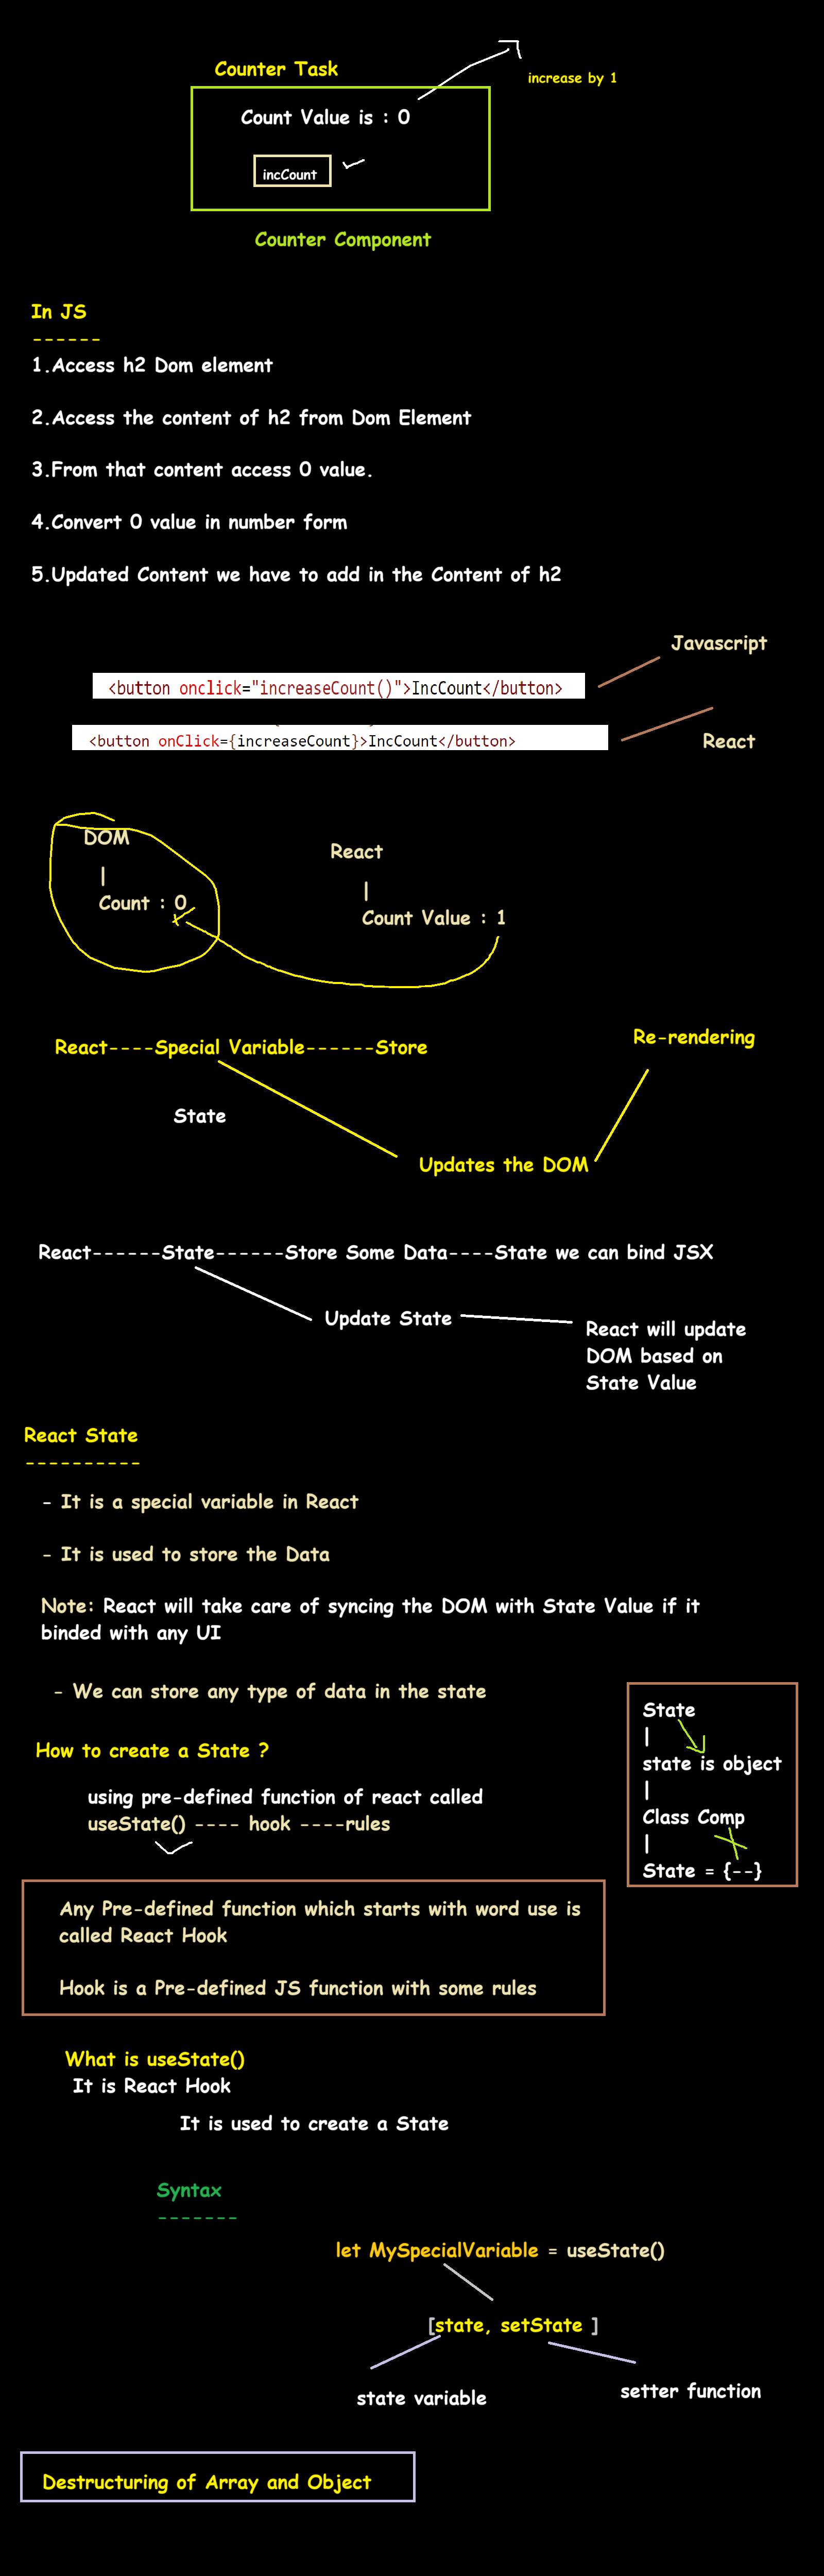 Counter Task
increase by 1
Count Value is : 0
incCount
Counter Component
In JS
------
1.Access h2 Dom element
2.Access the content of h2 from Dom Element
3.From that content access 0 value.
4.Convert 0 value in number form
5.Updated Content we have to add in the Content of h2
Javascript
<button onclick="increaseCount()">IncCount</button>
<button onClick={increaseCount}>IncCount</button>
React
DOM
|
Count : 0
React
|
Count Value : 1
React----Special Variable------Store
Re-rendering
State
Updates the DOM
React------State------Store Some Data----State we can bind JSX
Update State
React will update
DOM based on
State Value
React State
----------
- It is a special variable in React
- It is used to store the Data
Note: React will take care of syncing the DOM with State Value if it
binded with any UI
- We can store any type of data in the state
State
|
state is object
|
Class Comp
|
State = {--}
How to create a State ?
using pre-defined function of react called
useState() ---- hook ----rules
Any Pre-defined function which starts with word use is
called React Hook
Hook is a Pre-defined JS function with some rules
What is useState()
It is React Hook
It is used to create a State
Syntax
-------
let MySpecialVariable = useState()
[state, setState ]
state variable
setter function
Destructuring of Array and Object